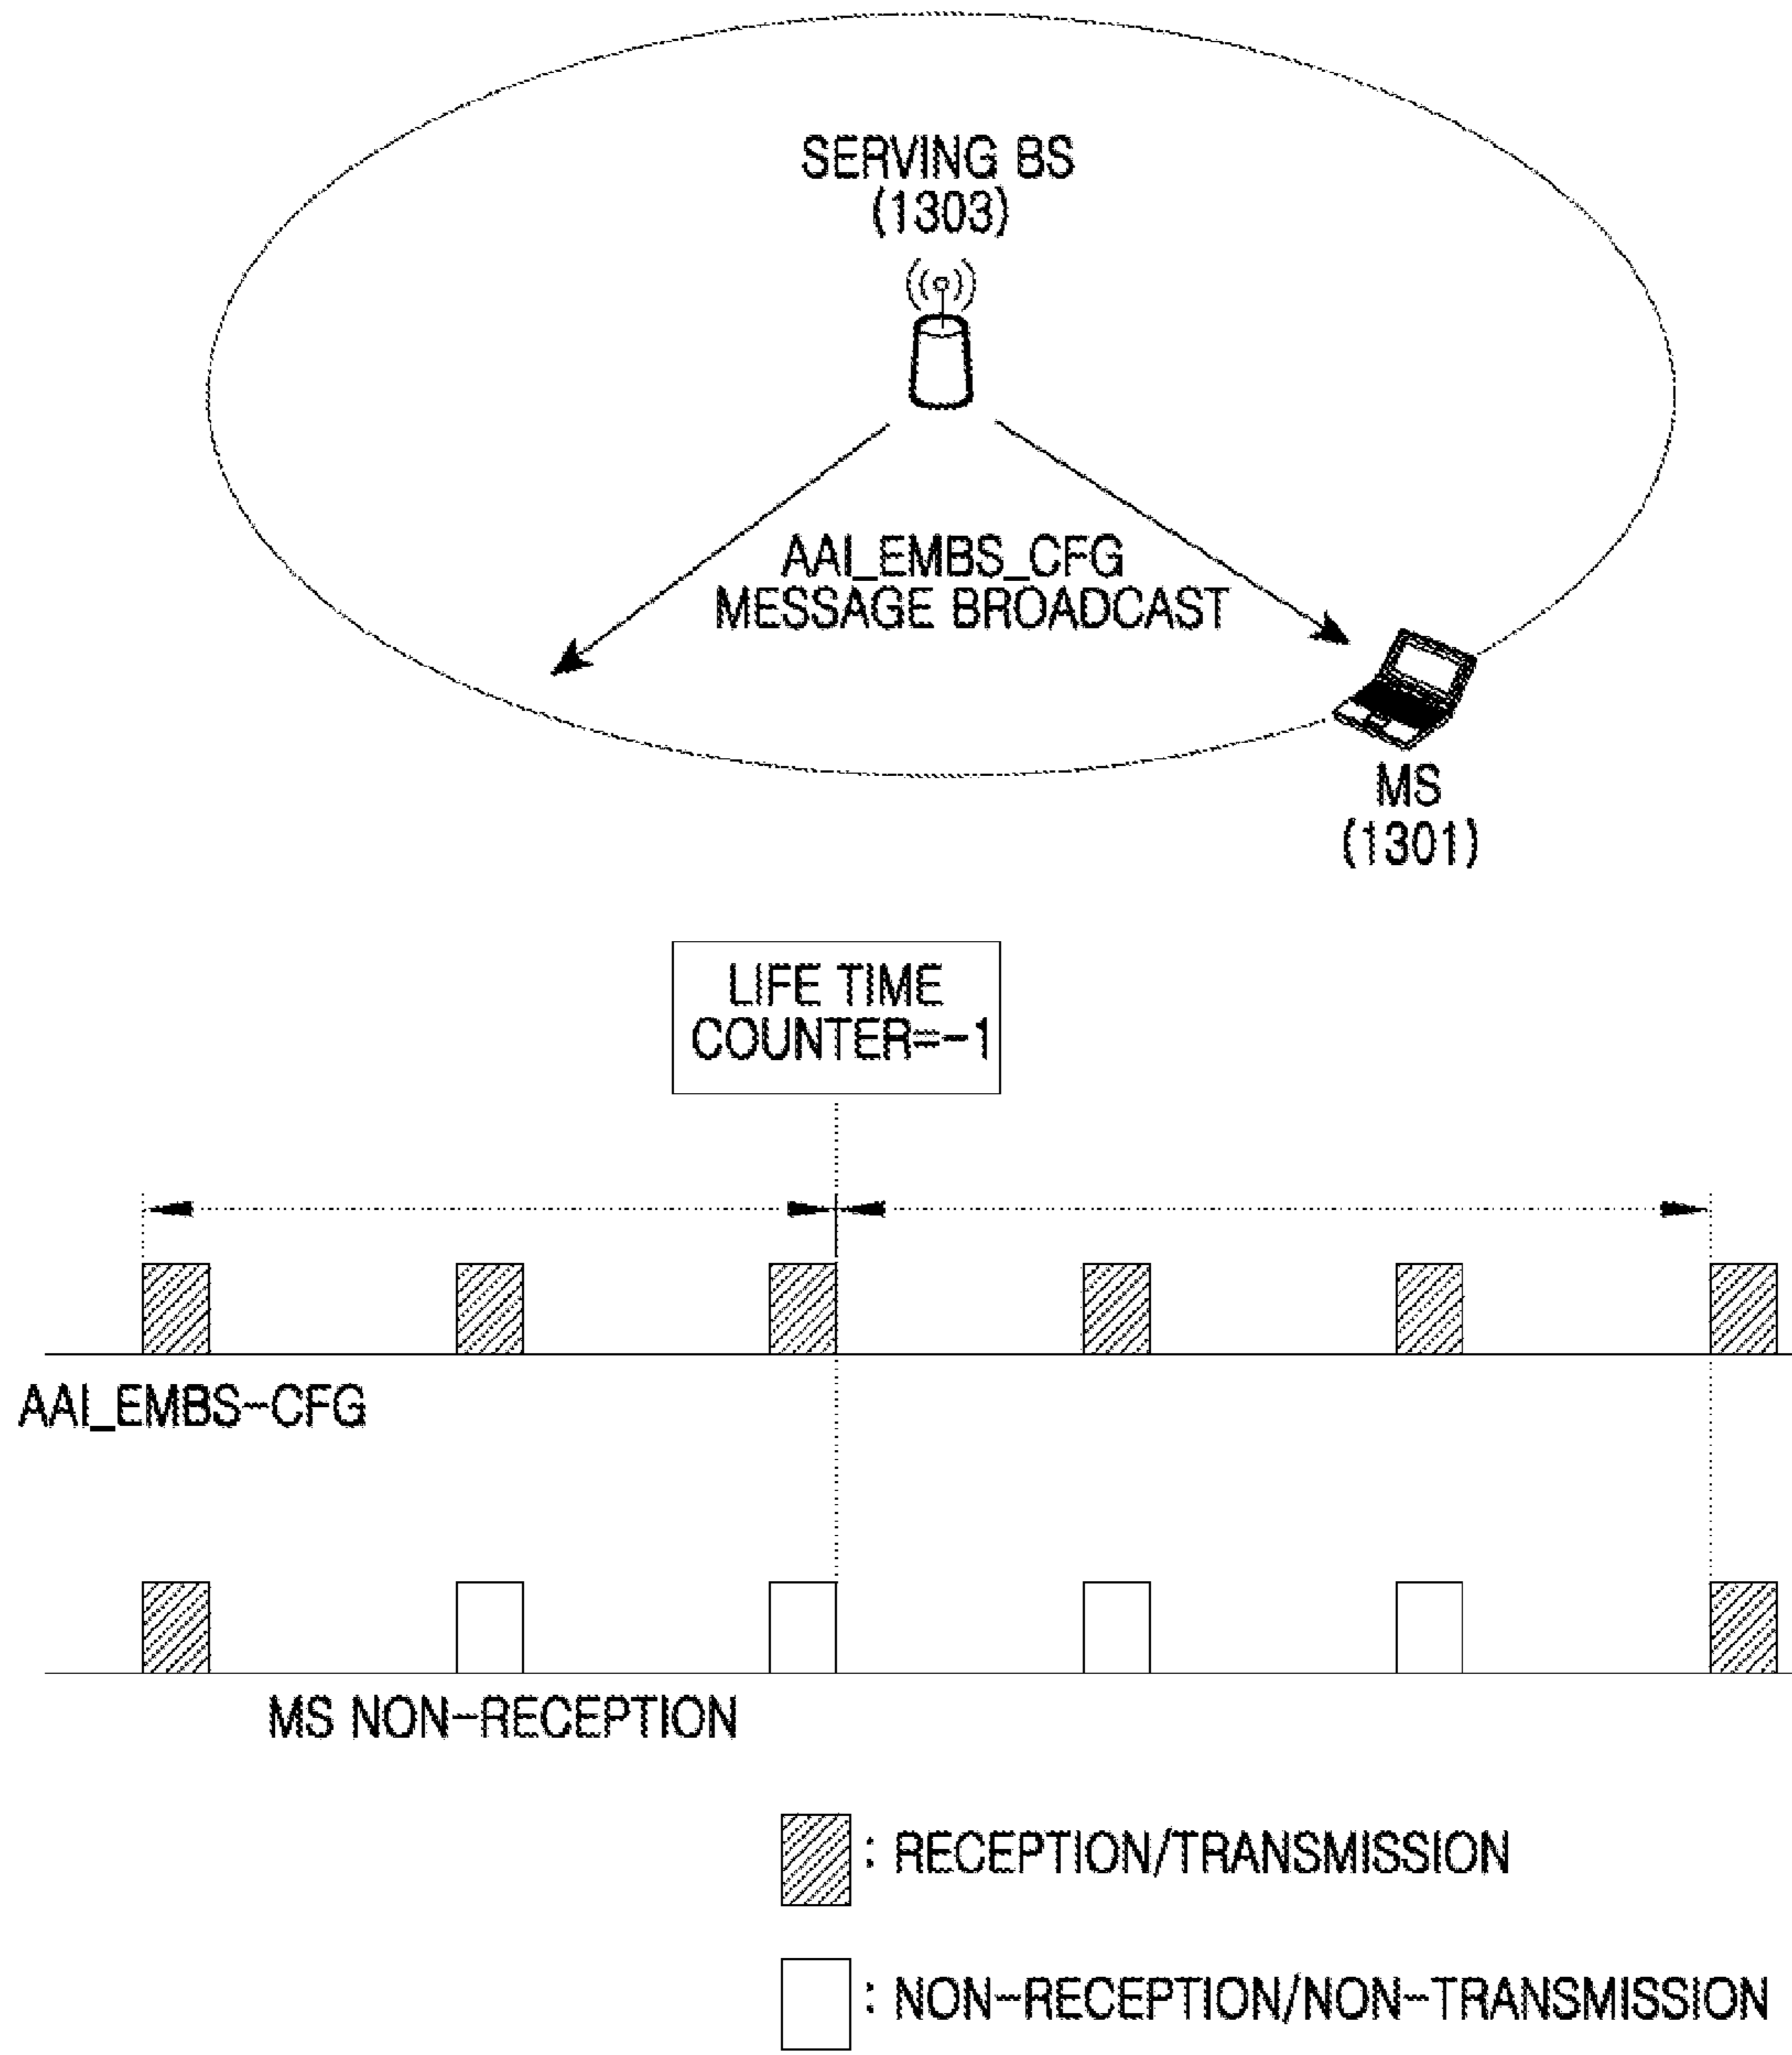 SERVING BS
(1303)
AAI_EMBS_CFG
MESSAGE BROADCAST
MS
(1301)
LIFE TIME
COUNTER=-1
AAI_EMBS-CFG
MS NON-RECEPTION
: RECEPTION/TRANSMISSION
: NON-RECEPTION/NON-TRANSMISSION